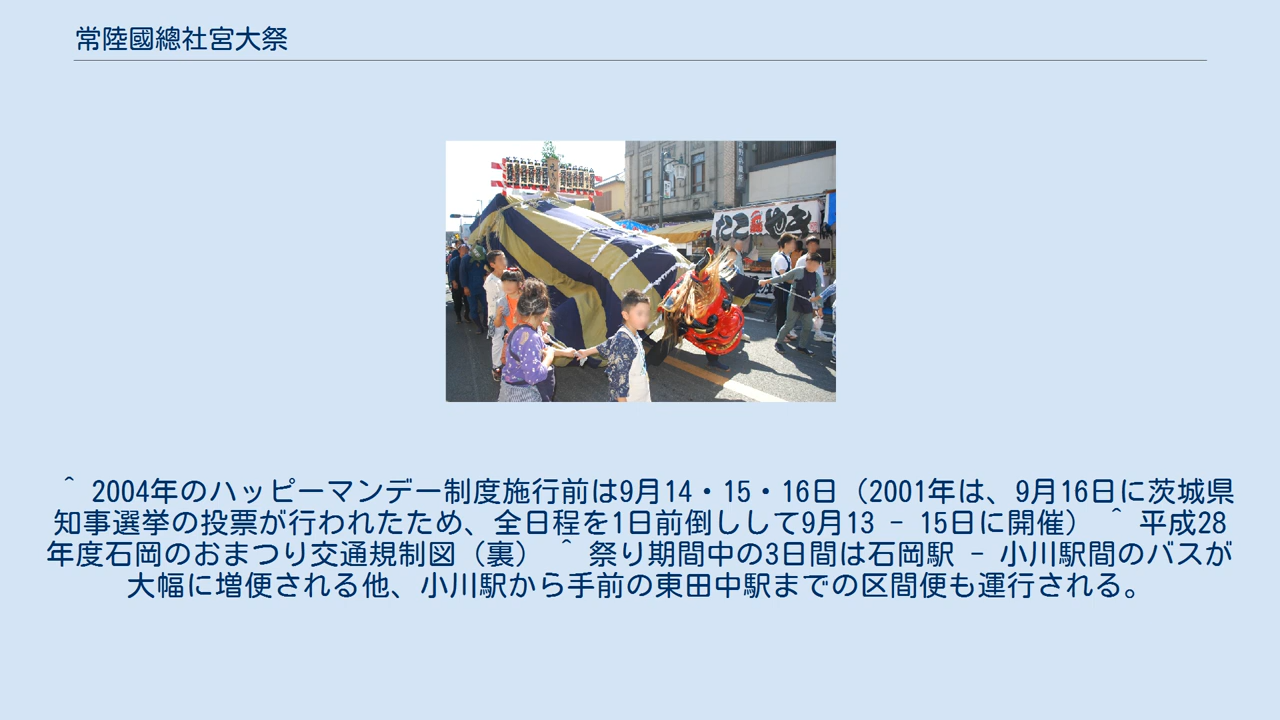 常陸國總社宮大祭
たこやき
^ 2004年のハッピーマンデー制度施行前は9月14・15・16日（2001年は、9月16日に茨城県
知事選挙の投票が行われたため、全日程を1日前倒しして9月13 - 15日に開催） ^ 平成28
年度石岡のおまつり交通規制図（裏） ^ 祭り期間中の3日間は石岡駅 - 小川駅間のバスが
大幅に増便される他、小川駅から手前の東田中駅までの区間便も運行される。